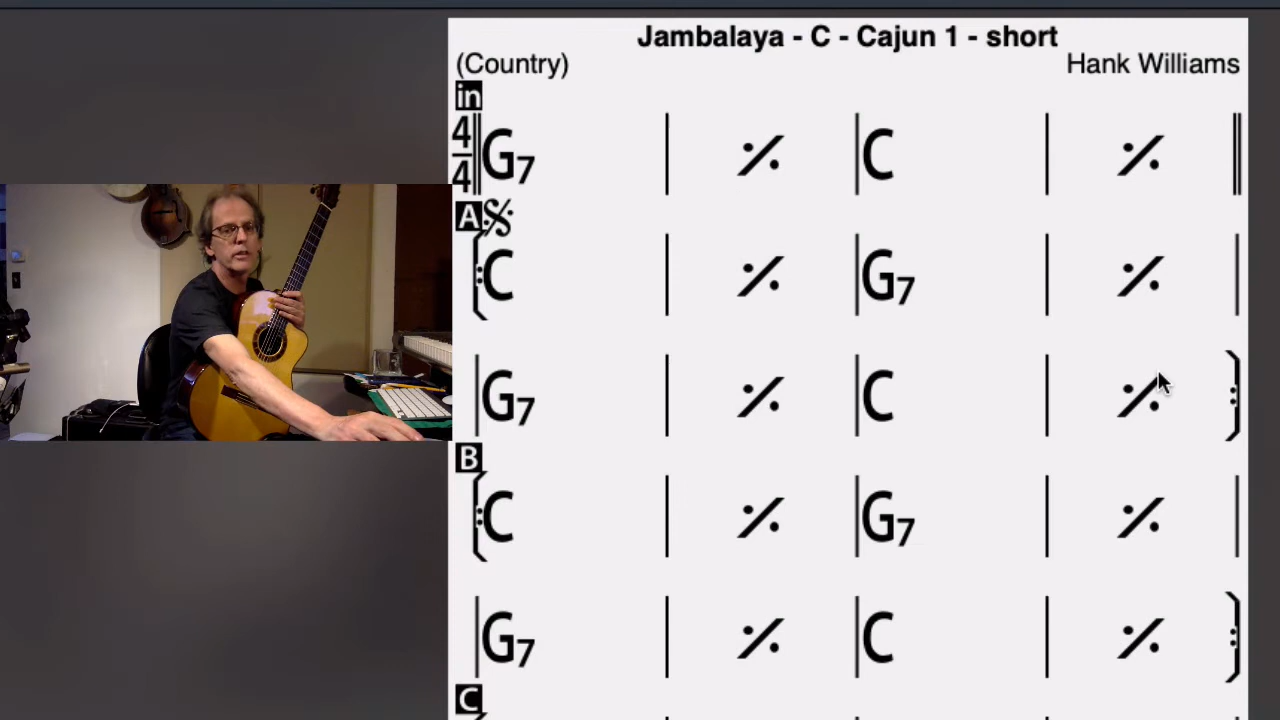 Jambalaya - C - Cajun 1 - short
(Country) Hank Williams
in
4/4 G7 C
A
C G7
G7 C
B
C G7
G7 C
C